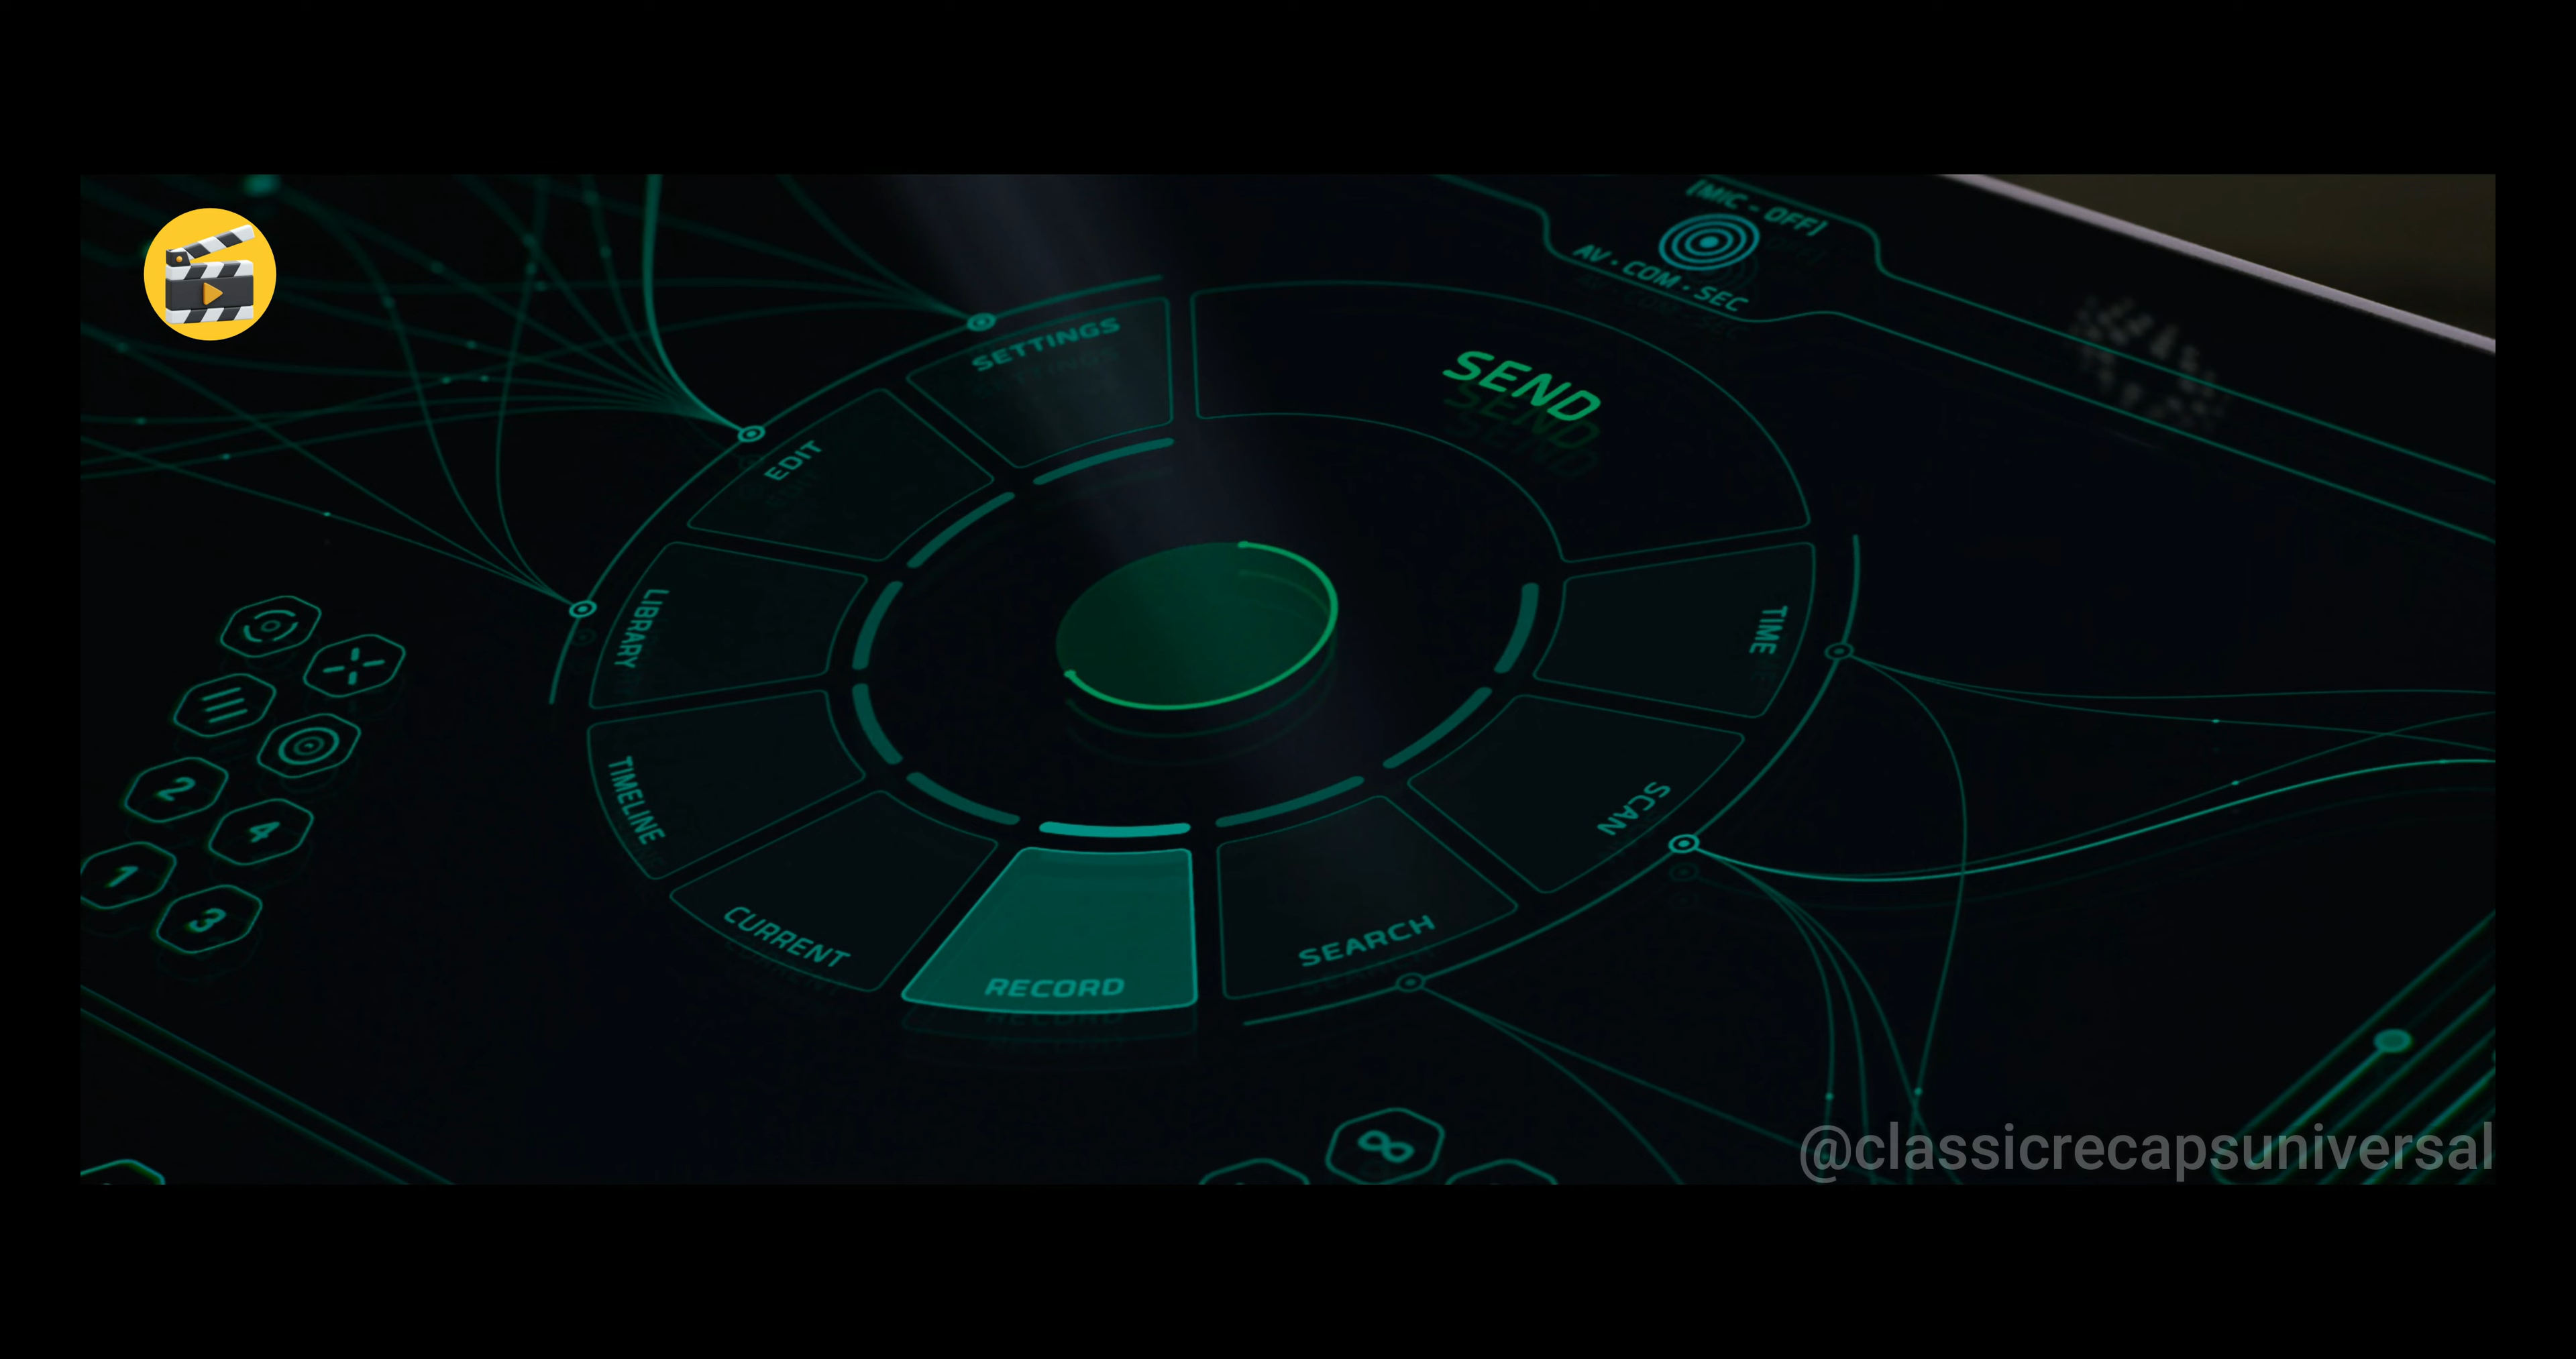 [MIC - OFF]
AV • COM • SEC
SETTINGS
SEND
EDIT
LIBRARY
TIME
TIMELINE
SCAN
CURRENT
SEARCH
RECORD
2
4
1
3
8
@classicrecapsuniversal